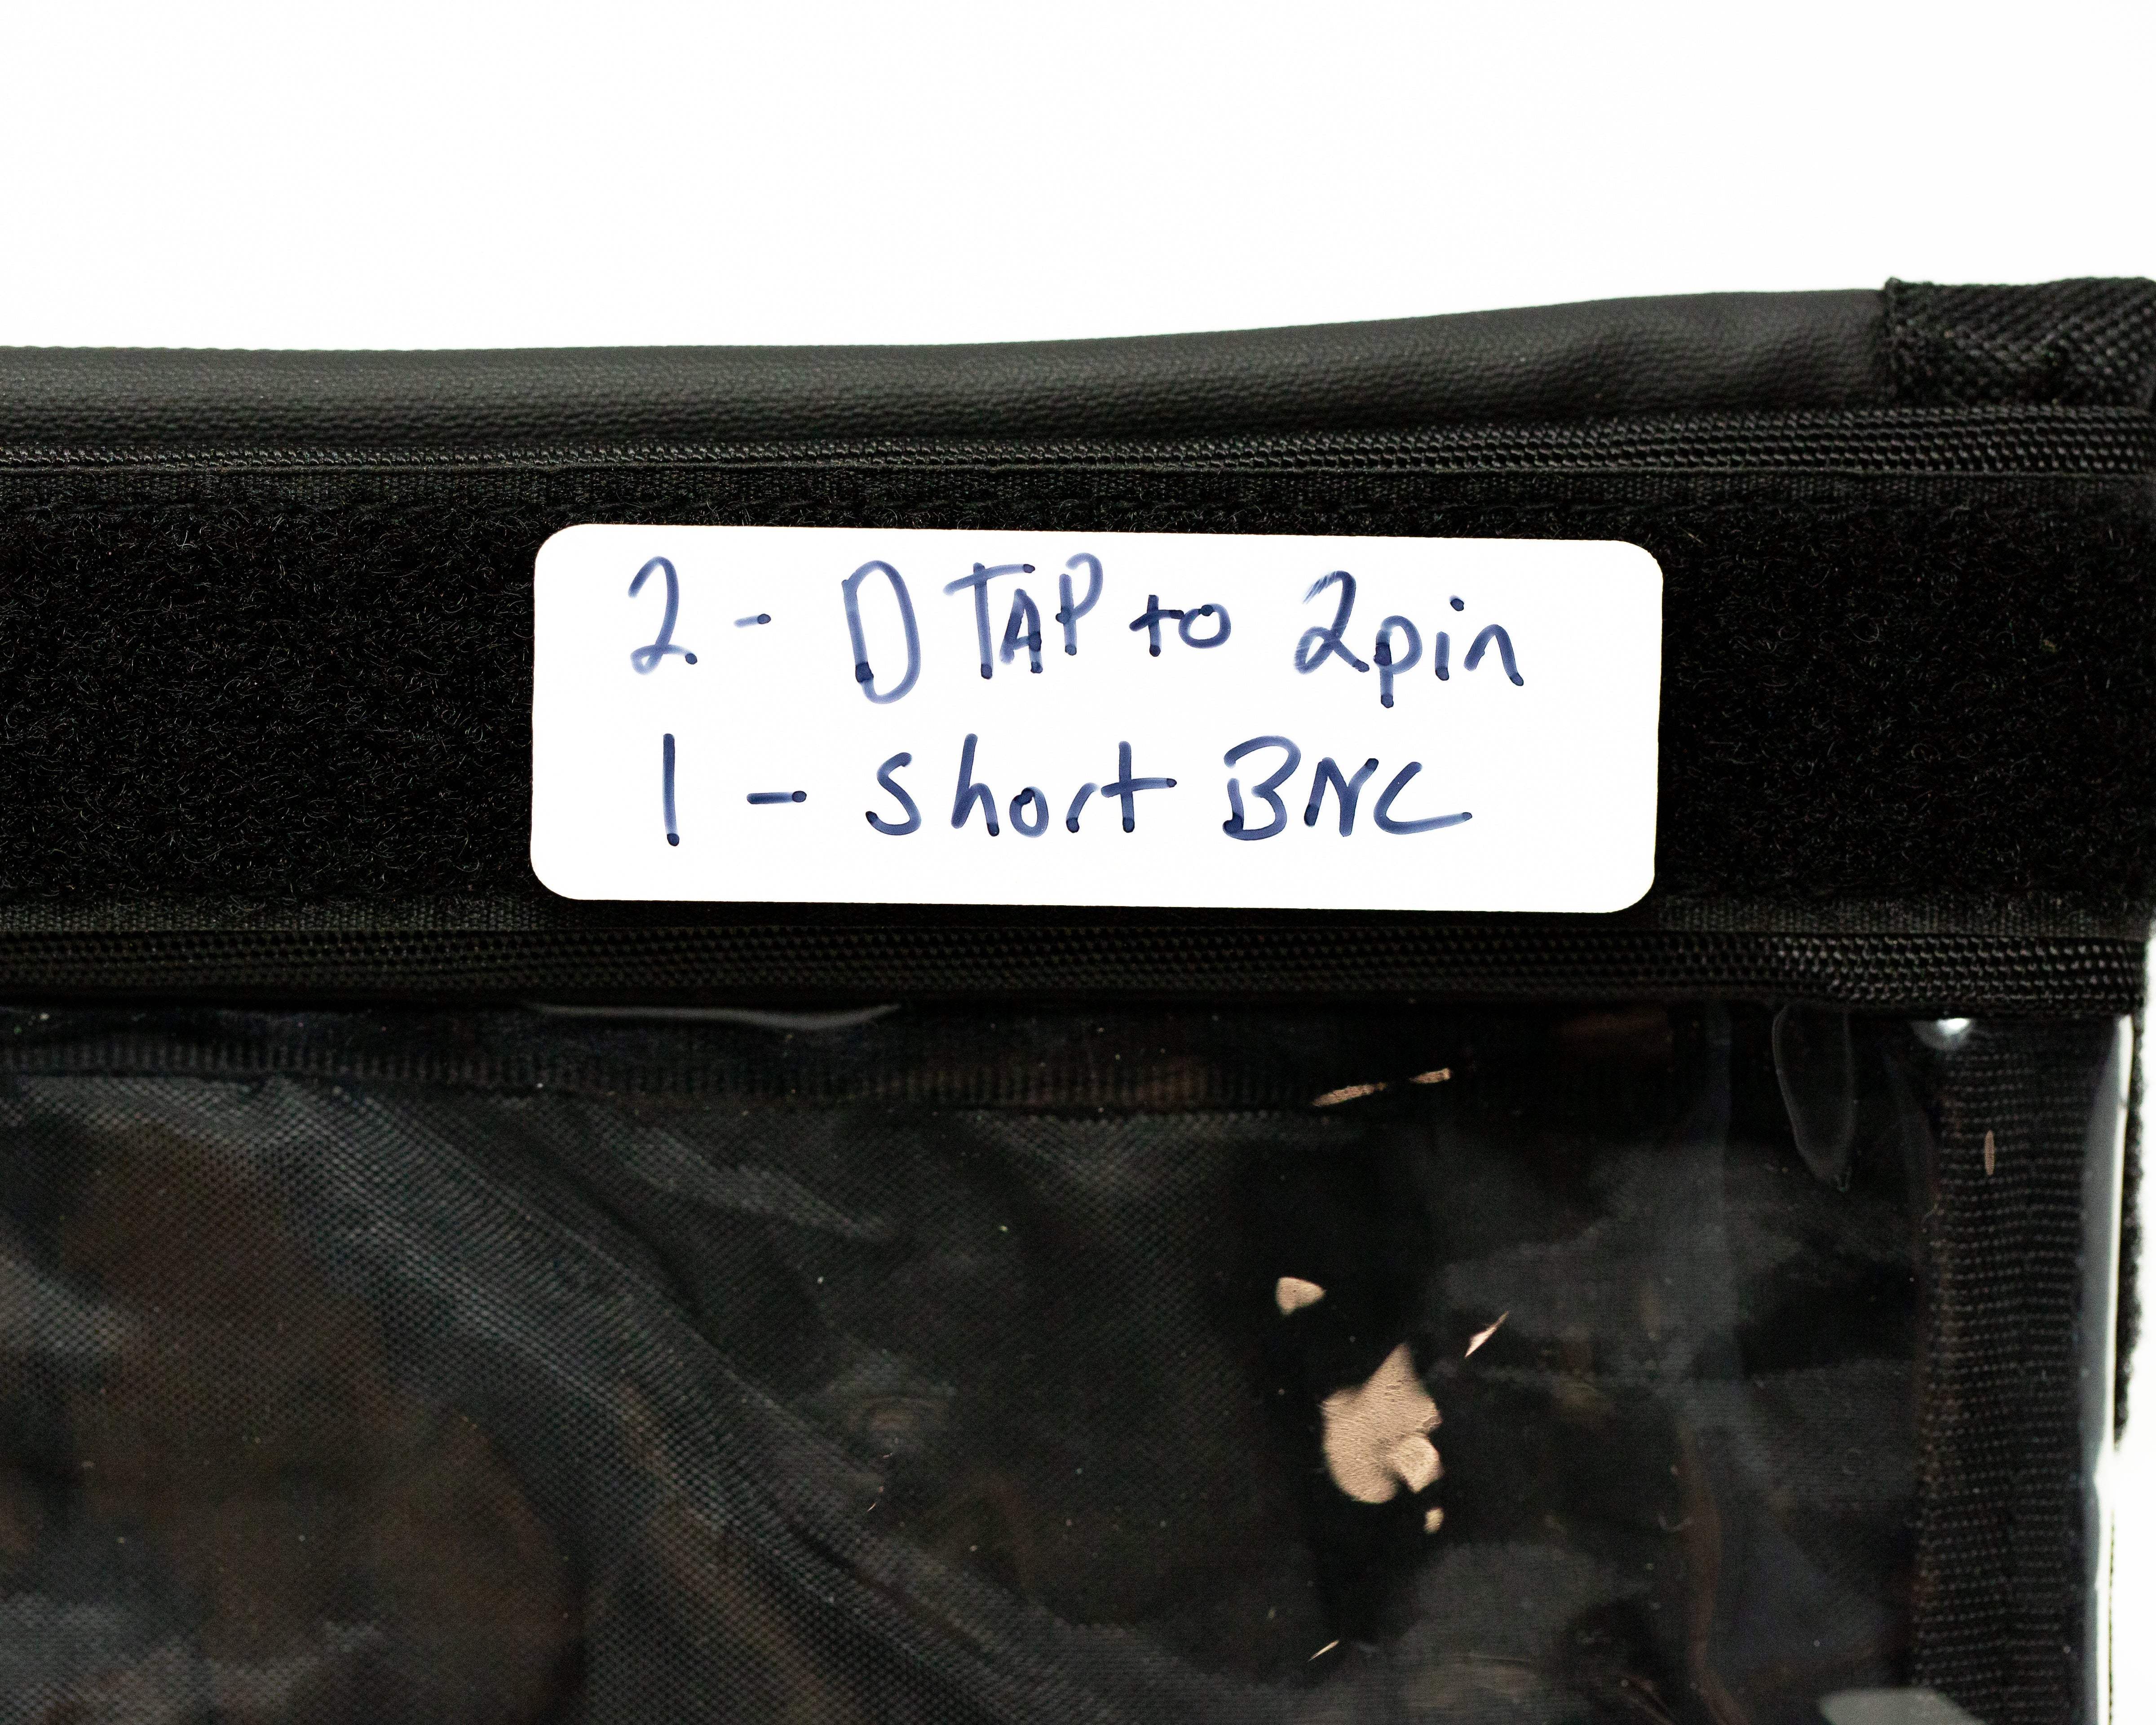 2 - D TAP to 2pin
1 - short BNC